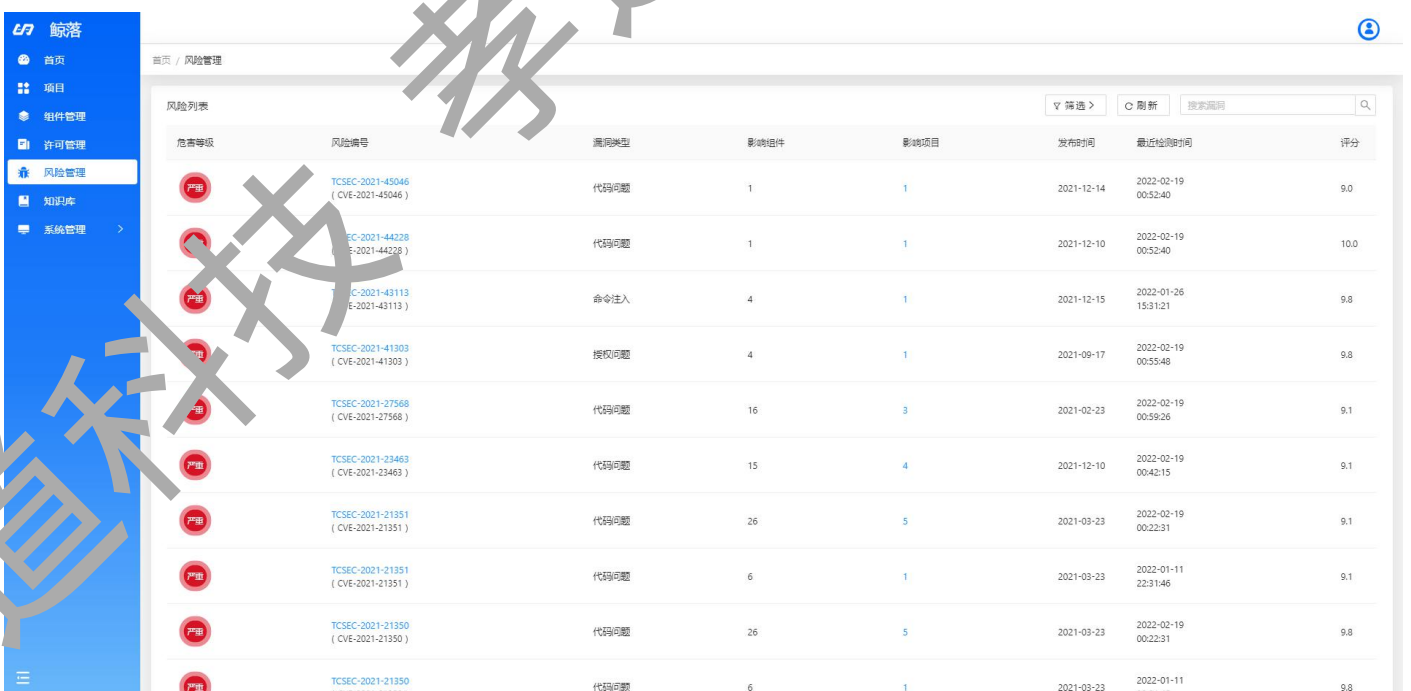 鲸落
首页
项目
组件管理
许可管理
风险管理
知识库
系统管理
首页 / 风险管理
风险列表
筛选
刷新
搜索漏洞
危害等级 风险编号 漏洞类型 影响组件 影响项目 发布时间 最近检测时间 评分
严重 TCSEC-2021-45046 代码问题 1 1 2021-12-14 2022-02-19 9.0
( CVE-2021-45046 ) 00:52:40
EC-2021-44228 代码问题 1 1 2021-12-10 2022-02-19 10.0
E-2021-44228 ) 00:52:40
严重 C-2021-43113 命令注入 4 1 2021-12-15 2022-01-26 9.8
E-2021-43113 ) 15:31:21
TCSEC-2021-41303 授权问题 4 1 2021-09-17 2022-02-19 9.8
( CVE-2021-41303 ) 00:55:48
TCSEC-2021-27568 代码问题 16 3 2021-02-23 2022-02-19 9.1
( CVE-2021-27568 ) 00:59:26
严重 TCSEC-2021-23463 代码问题 15 4 2021-12-10 2022-02-19 9.1
( CVE-2021-23463 ) 00:42:15
严重 TCSEC-2021-21351 代码问题 26 5 2021-03-23 2022-02-19 9.1
( CVE-2021-21351 ) 00:22:31
严重 TCSEC-2021-21351 代码问题 6 1 2021-03-23 2022-01-11 9.1
( CVE-2021-21351 ) 22:31:46
严重 TCSEC-2021-21350 代码问题 26 5 2021-03-23 2022-02-19 9.8
( CVE-2021-21350 ) 00:22:31
严重 TCSEC-2021-21350 代码问题 6 1 2021-03-23 2022-01-11 9.8
道科技